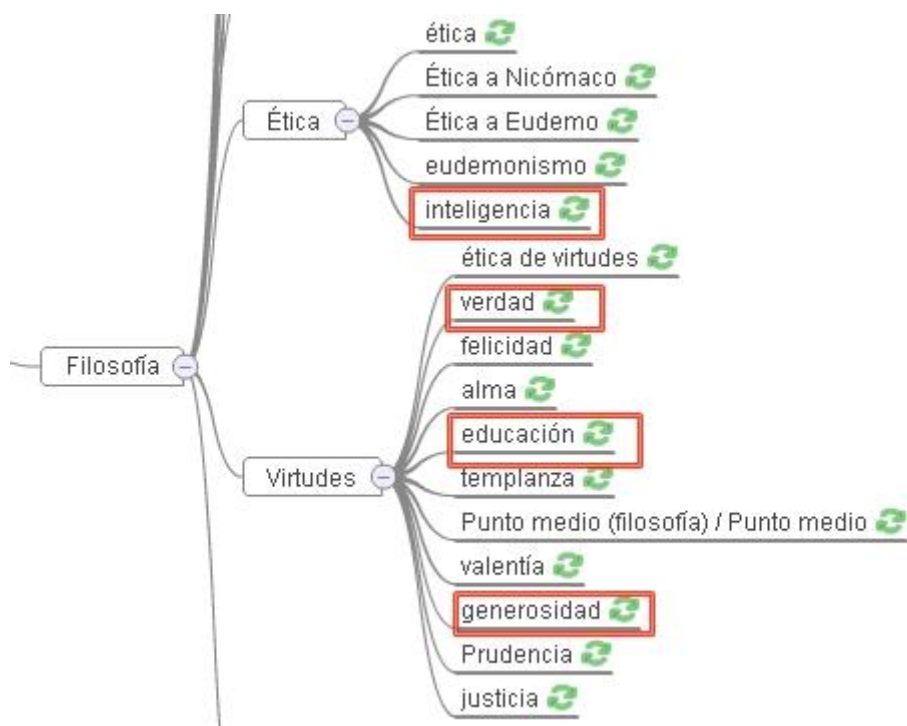 ética
Ética a Nicómaco
Ética
Ética a Eudemo
eudemonismo
inteligencia
ética de virtudes
verdad
felicidad
Filosofía
alma
educación
Virtudes
templanza
Punto medio (filosofía) / Punto medio
valentía
generosidad
Prudencia
justicia